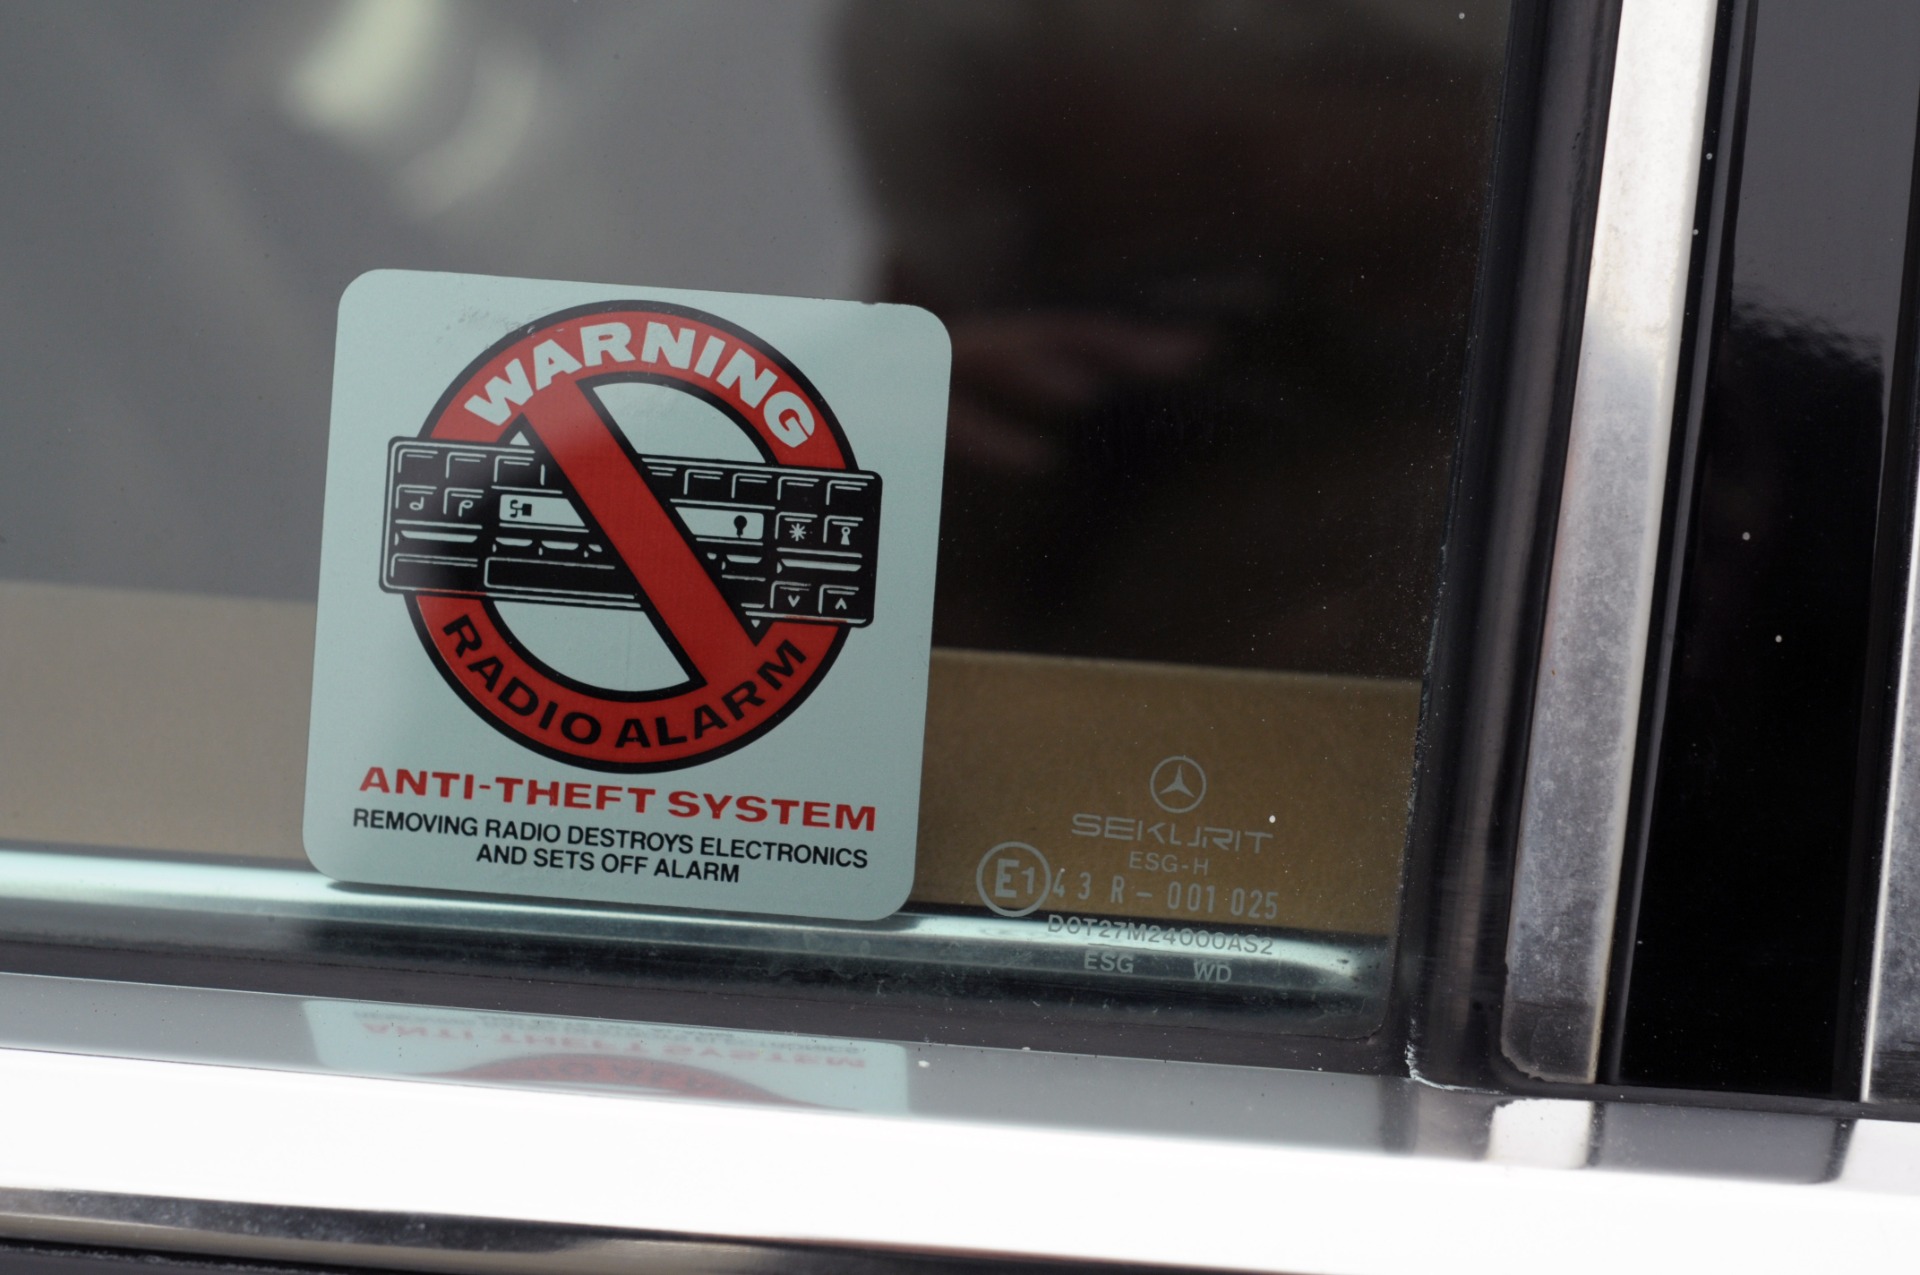 WARNING
RADIO ALARM
ANTI-THEFT SYSTEM
REMOVING RADIO DESTROYS ELECTRONICS
AND SETS OFF ALARM
SEKURIT
ESG-H
E1 43 R-001 025
DOT27M24000AS2
ESG WD